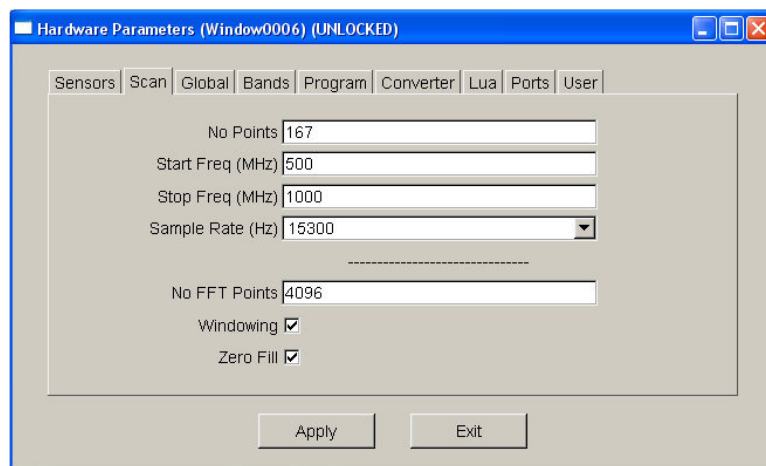 Hardware Parameters (Window0006) (UNLOCKED)
Sensors Scan Global Bands Program Converter Lua Ports User
No Points 167
Start Freq (MHz) 500
Stop Freq (MHz) 1000
Sample Rate (Hz) 15300
-------------------------------
No FFT Points 4096
Windowing
Zero Fill
Apply Exit